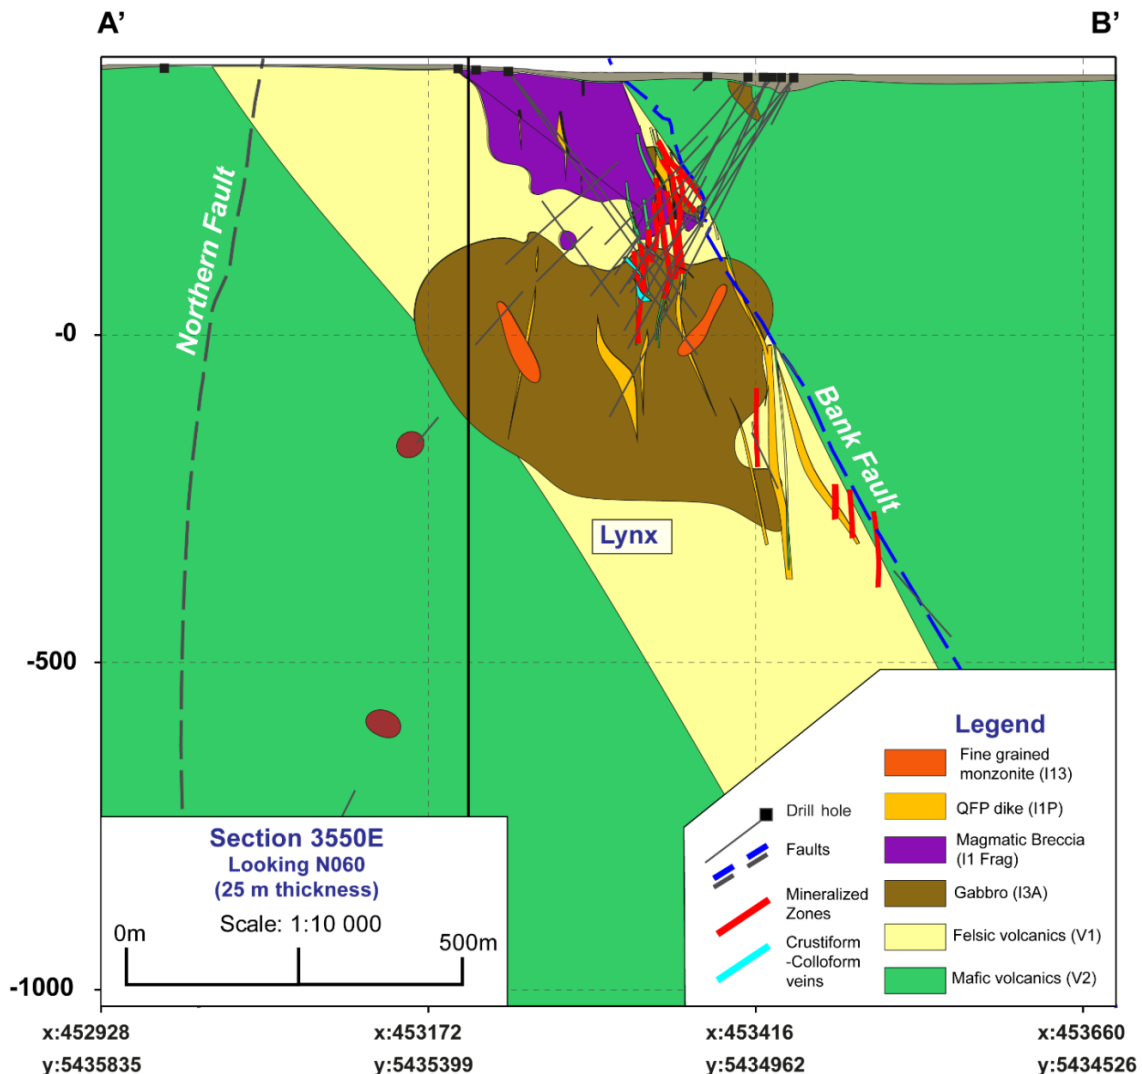 A’
B’
Northern Fault
-0
Bank Fault
Lynx
-500
Legend
Fine grained
monzonite (I13)
QFP dike (I1P)
Magmatic Breccia
(I1 Frag)
Gabbro (I3A)
Felsic volcanics (V1)
Mafic volcanics (V2)
Drill hole
Faults
Mineralized
Zones
Crustiform
-Colloform
veins
Section 3550E
Looking N060
(25 m thickness)
Scale: 1:10 000
0m
500m
-1000
x:452928
y:5435835
x:453172
y:5435399
x:453416
y:5434962
x:453660
y:5434526